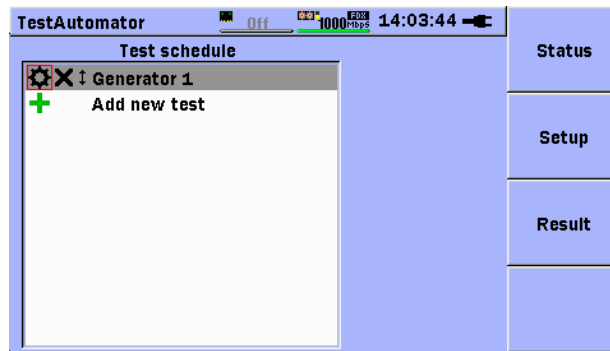 TestAutomator Off 1000 FDX Mbps 14:03:44
Test schedule
Generator 1
Add new test
Status
Setup
Result